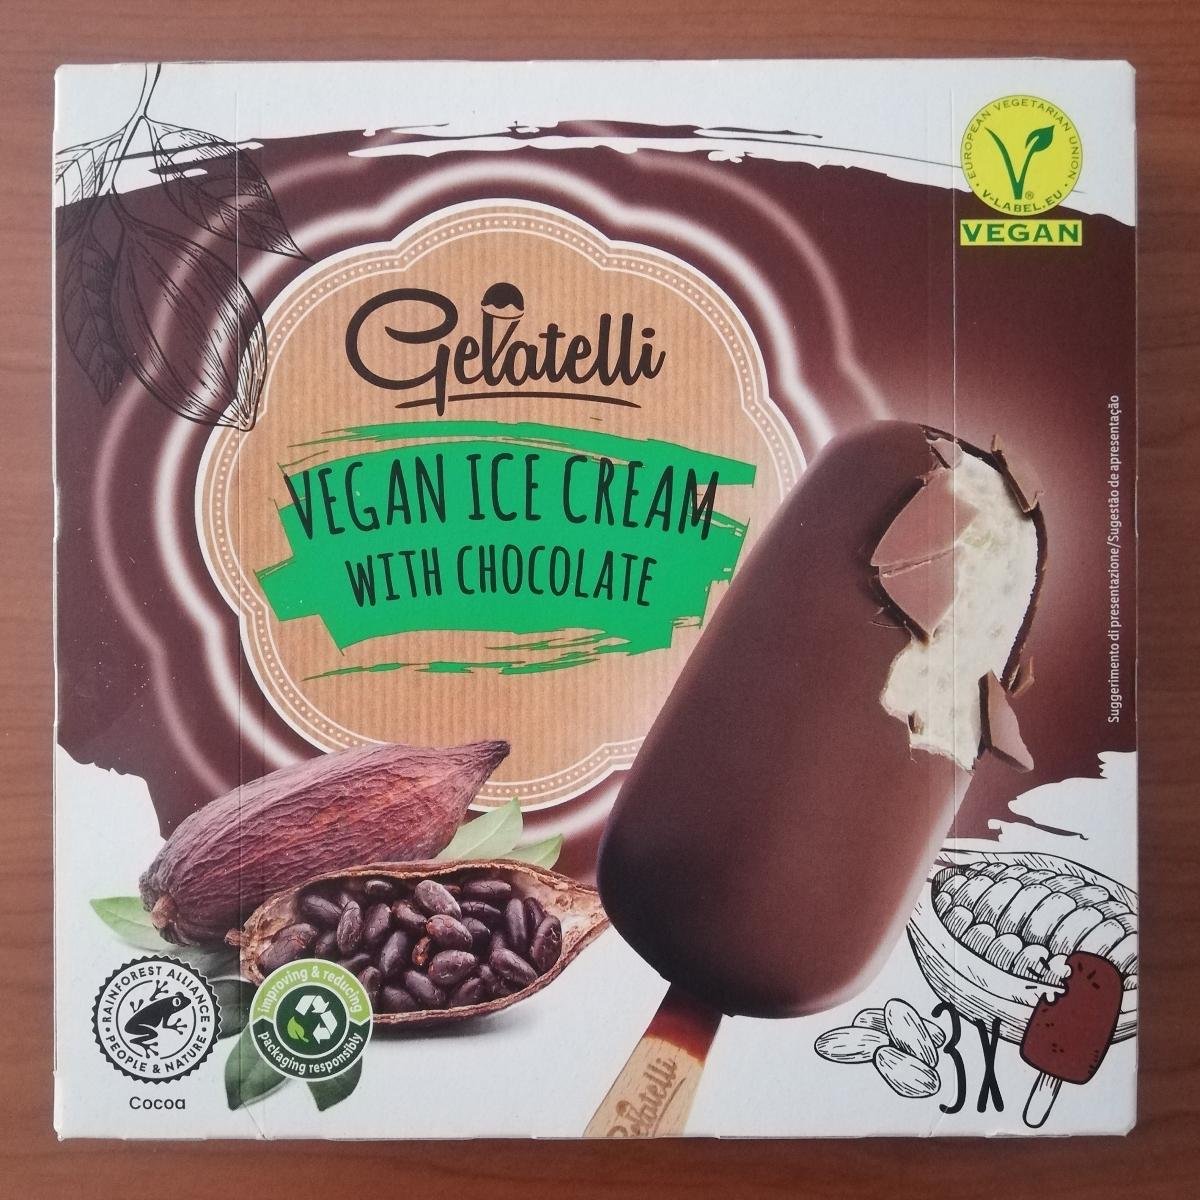 EUROPEAN VEGETARIAN UNION
V-LABEL.EU
VEGAN
Gelatelli
VEGAN ICE CREAM
WITH CHOCOLATE
Suggerimento di presentazione/Sugestão de apresentação
RAINFOREST ALLIANCE
PEOPLE & NATURE
Cocoa
improving & reducing
packaging responsibly
Gelatelli
3X